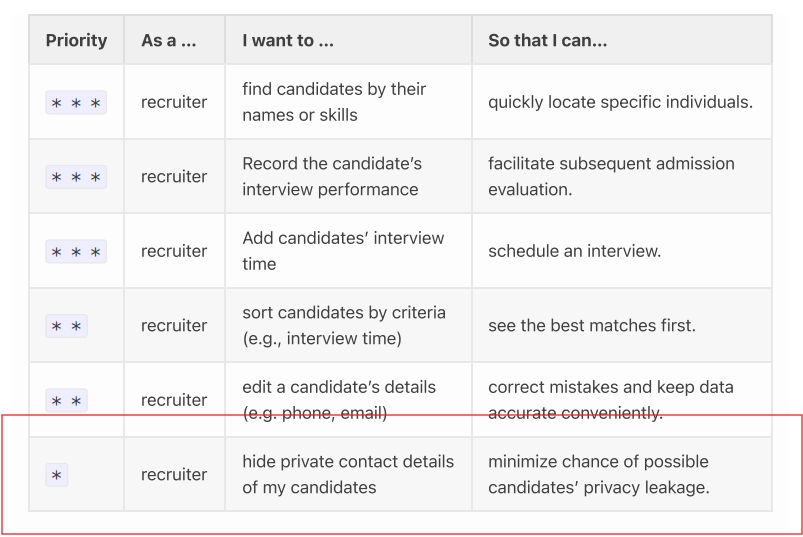 Priority As a ... I want to ... So that I can...
* * * recruiter find candidates by their names or skills quickly locate specific individuals.
* * * recruiter Record the candidate’s interview performance facilitate subsequent admission evaluation.
* * * recruiter Add candidates’ interview time schedule an interview.
* * recruiter sort candidates by criteria (e.g., interview time) see the best matches first.
* * recruiter edit a candidate’s details (e.g. phone, email) correct mistakes and keep data accurate conveniently.
* recruiter hide private contact details of my candidates minimize chance of possible candidates’ privacy leakage.